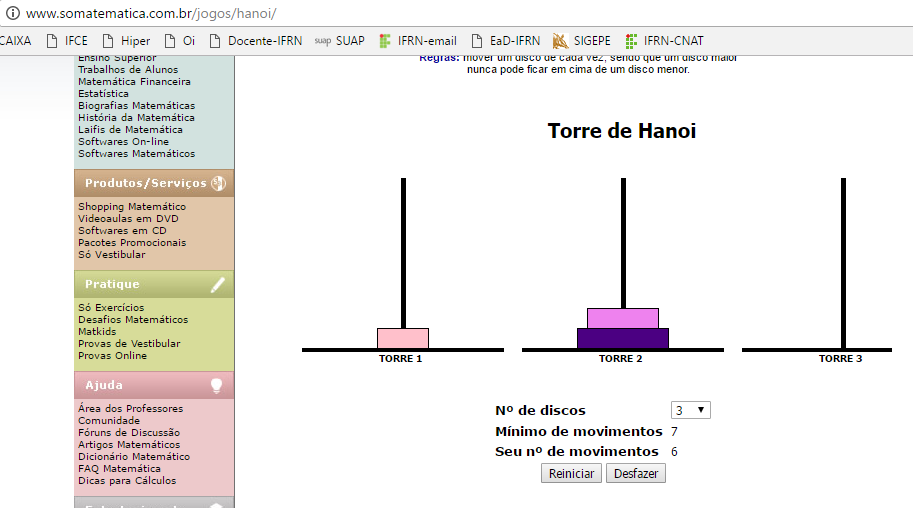 www.somatematica.com.br/jogos/hanoi/
CAIXA IFCE Hiper Oi Docente-IFRN suap SUAP IFRN-email EaD-IFRN SIGEPE IFRN-CNAT
Ensino Superior
Trabalhos de Alunos
Matemática Financeira
Estatística
Biografias Matemáticas
História da Matemática
Laifis de Matemática
Softwares On-line
Softwares Matemáticos
Produtos/Serviços
Shopping Matemático
Videoaulas em DVD
Softwares em CD
Pacotes Promocionais
Só Vestibular
Pratique
Só Exercícios
Desafios Matemáticos
Matkids
Provas de Vestibular
Provas Online
Ajuda
Área dos Professores
Comunidade
Fóruns de Discussão
Artigos Matemáticos
Dicionário Matemático
FAQ Matemática
Dicas para Cálculos
Regras: mover um disco de cada vez, sendo que um disco maior
nunca pode ficar em cima de um disco menor.
Torre de Hanoi
TORRE 1 TORRE 2 TORRE 3
Nº de discos 3
Mínimo de movimentos 7
Seu nº de movimentos 6
Reiniciar Desfazer